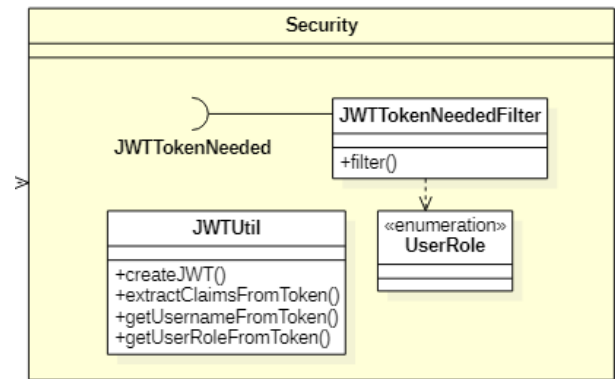 Security
JWTTokenNeeded
JWTTokenNeededFilter
+filter()
«enumeration»
UserRole
JWTUtil
+createJWT()
+extractClaimsFromToken()
+getUsernameFromToken()
+getUserRoleFromToken()